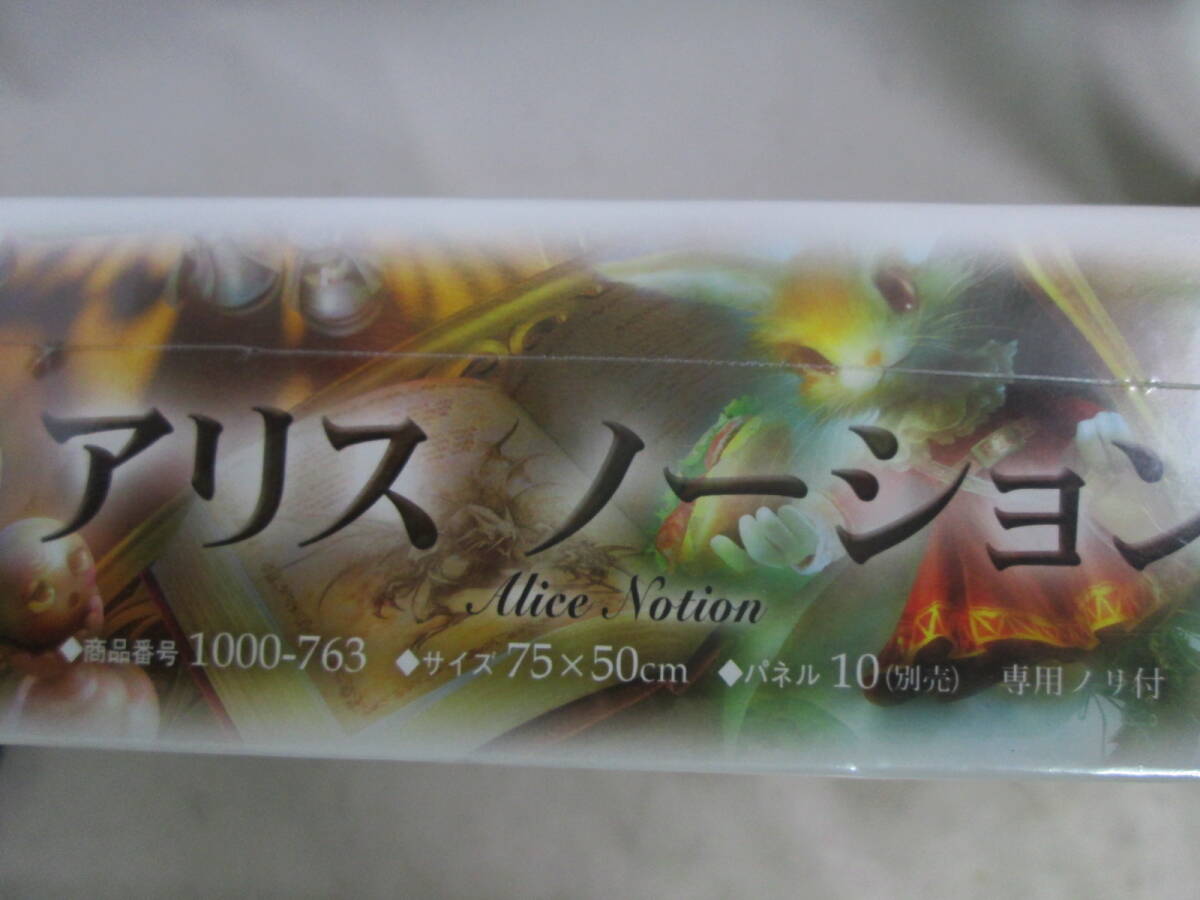 アリス ノーション
Alice Notion
◆商品番号 1000-763 ◆サイズ 75×50cm ◆パネル 10(別売) 専用ノリ付